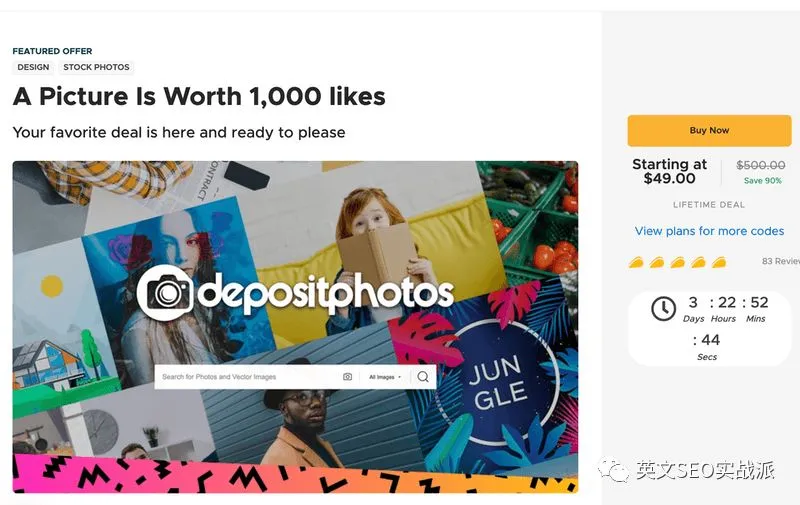 FEATURED OFFER
DESIGN STOCK PHOTOS
A Picture Is Worth 1,000 likes
Your favorite deal is here and ready to please
CONTRACT
depositphotos
Search for Photos and Vector Images All Images
JUN
GLE
Buy Now
Starting at
$49.00
$500.00
Save 90%
LIFETIME DEAL
View plans for more codes
83 Review
3 : 22 : 52
Days Hours Mins
: 44
Secs
英文SEO实战派